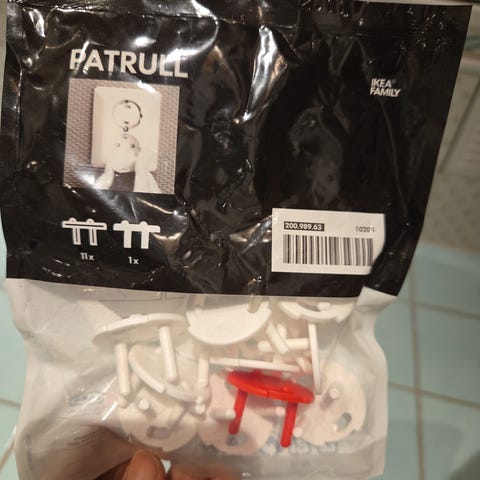 PATRULL
IKEA
FAMILY
200.989.63
11x
1x